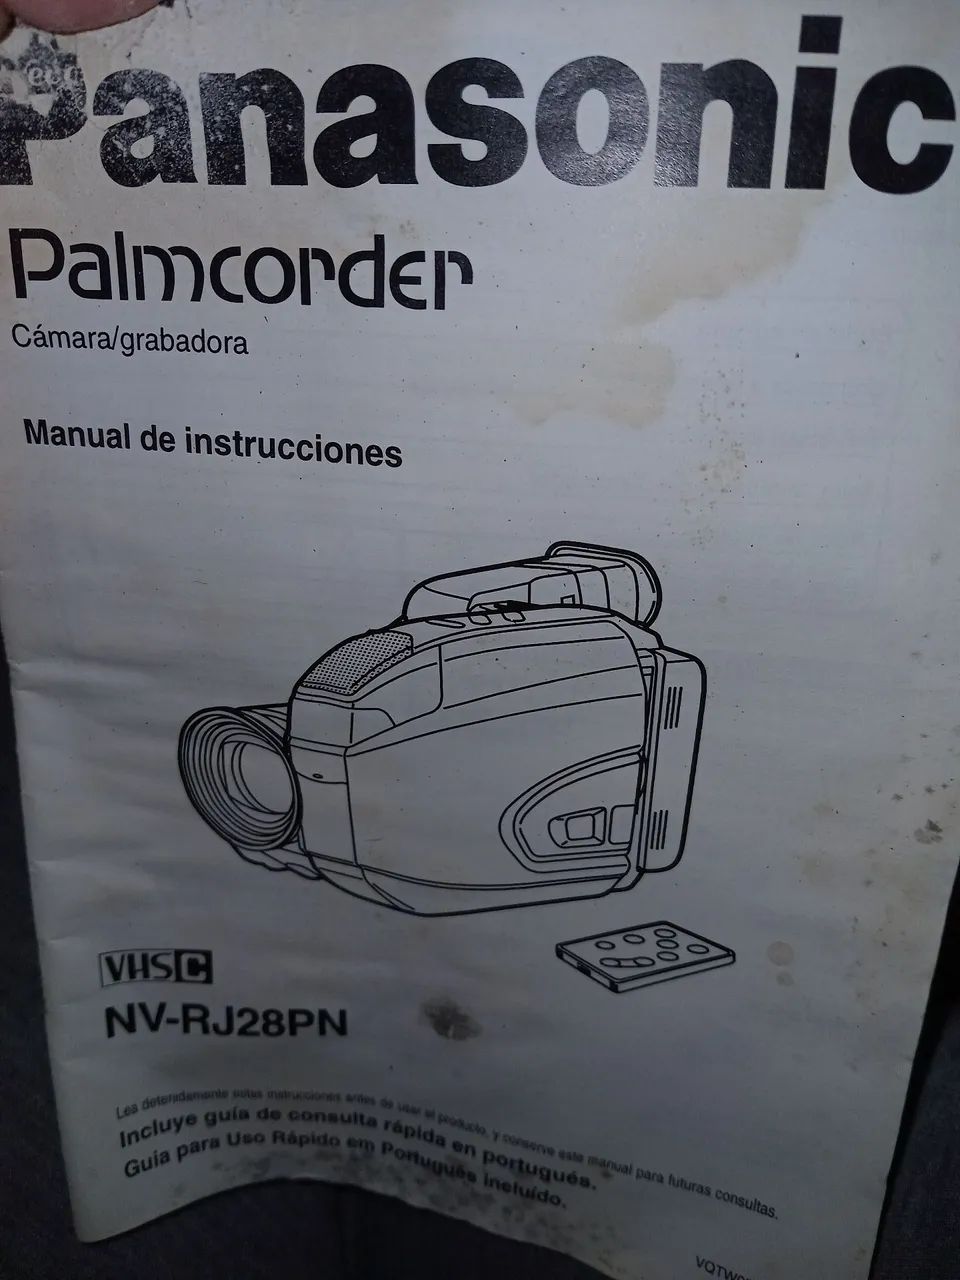 Panasonic
Palmcorder
Cámara/grabadora
Manual de instrucciones
VHS C
NV-RJ28PN
Lea detenidamente estas instrucciones antes de usar el producto, y conserve este manual para futuras consultas.
Incluye guía de consulta rápida en portugués.
Guia para Uso Rápido em Português incluído.